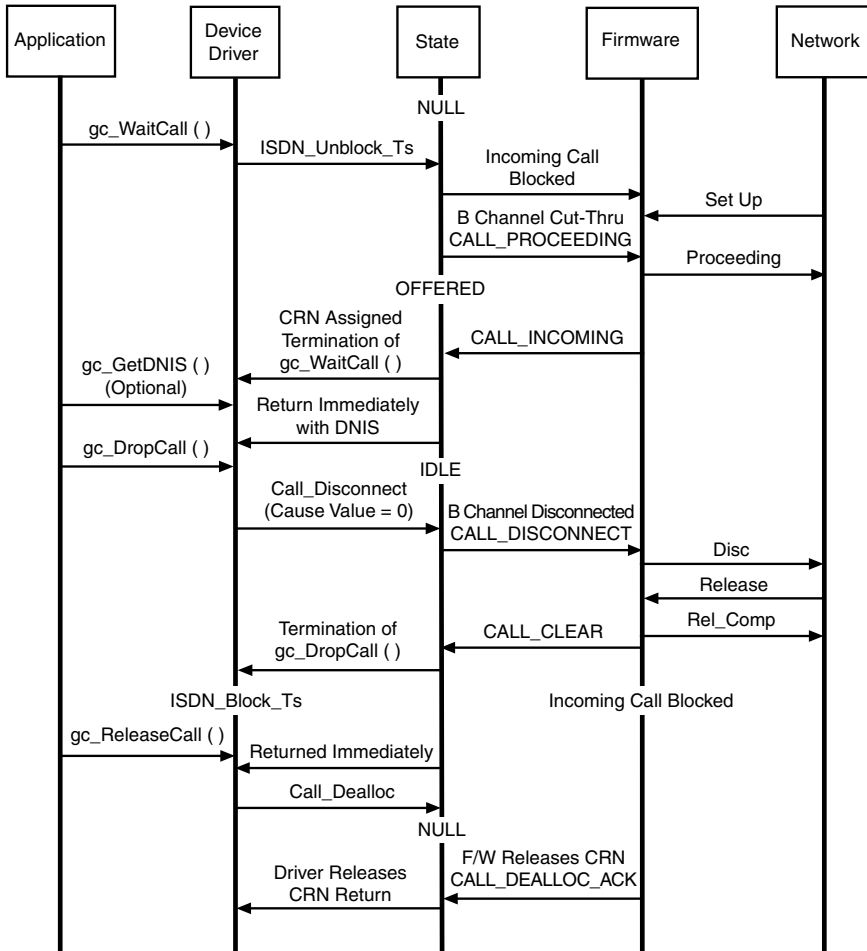 Application
Device
Driver
State
Firmware
Network
NULL
gc_WaitCall ( )
ISDN_Unblock_Ts
Incoming Call
Blocked
Set Up
B Channel Cut-Thru
CALL_PROCEEDING
Proceeding
OFFERED
CRN Assigned
Termination of
gc_WaitCall ( )
CALL_INCOMING
gc_GetDNIS ( )
(Optional)
Return Immediately
with DNIS
gc_DropCall ( )
IDLE
Call_Disconnect
(Cause Value = 0)
B Channel Disconnected
CALL_DISCONNECT
Disc
Release
Rel_Comp
Termination of
gc_DropCall ( )
CALL_CLEAR
ISDN_Block_Ts
Incoming Call Blocked
gc_ReleaseCall ( )
Returned Immediately
Call_Dealloc
NULL
F/W Releases CRN
CALL_DEALLOC_ACK
Driver Releases
CRN Return